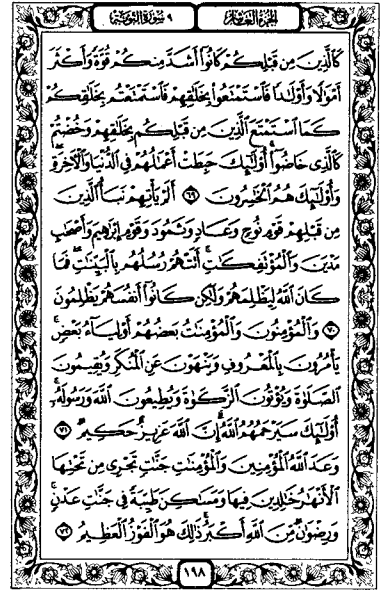 الجزء العاشر
٩ سورة التوبة
كَالَّذِينَ مِن قَبْلِكُمْ كَانُوٓا۟ أَشَدَّ مِنكُمْ قُوَّةً وَأَكْثَرَ
أَمْوَٰلًا وَأَوْلَٰدًا فَٱسْتَمْتَعُوا۟ بِخَلَٰقِهِمْ فَٱسْتَمْتَعْتُم بِخَلَٰقِكُمْ
كَمَا ٱسْتَمْتَعَ ٱلَّذِينَ مِن قَبْلِكُم بِخَلَٰقِهِمْ وَخُضْتُمْ
كَٱلَّذِى خَاضُوٓا۟ ۚ أُو۟لَٰٓئِكَ حَبِطَتْ أَعْمَٰلُهُمْ فِى ٱلدُّنْيَا وَٱلْءَاخِرَةِ ۖ
وَأُو۟لَٰٓئِكَ هُمُ ٱلْخَٰسِرُونَ ٦٩ أَلَمْ يَأْتِهِمْ نَبَأُ ٱلَّذِينَ
مِن قَبْلِهِمْ قَوْمِ نُوحٍ وَعَادٍ وَثَمُودَ وَقَوْمِ إِبْرَٰهِيمَ وَأَصْحَٰبِ
مَدْيَنَ وَٱلْمُؤْتَفِكَٰتِ ۚ أَتَتْهُمْ رُسُلُهُم بِٱلْبَيِّنَٰتِ ۖ فَمَا
كَانَ ٱللَّهُ لِيَظْلِمَهُمْ وَلَٰكِن كَانُوٓا۟ أَنفُسَهُمْ يَظْلِمُونَ
٧٠ وَٱلْمُؤْمِنُونَ وَٱلْمُؤْمِنَٰتُ بَعْضُهُمْ أَوْلِيَآءُ بَعْضٍ ۚ
يَأْمُرُونَ بِٱلْمَعْرُوفِ وَيَنْهَوْنَ عَنِ ٱلْمُنكَرِ وَيُقِيمُونَ
ٱلصَّلَوٰةَ وَيُؤْتُونَ ٱلزَّكَوٰةَ وَيُطِيعُونَ ٱللَّهَ وَرَسُولَهُۥٓ ۚ
أُو۟لَٰٓئِكَ سَيَرْحَمُهُمُ ٱللَّهُ ۗ إِنَّ ٱللَّهَ عَزِيزٌ حَكِيمٌ ٧١
وَعَدَ ٱللَّهُ ٱلْمُؤْمِنِينَ وَٱلْمُؤْمِنَٰتِ جَنَّٰتٍ تَجْرِى مِن تَحْتِهَا
ٱلْأَنْهَٰرُ خَٰلِدِينَ فِيهَا وَمَسَٰكِنَ طَيِّبَةً فِى جَنَّٰتِ عَدْنٍ ۚ
وَرِضْوَٰنٌ مِّنَ ٱللَّهِ أَكْبَرُ ۚ ذَٰلِكَ هُوَ ٱلْفَوْزُ ٱلْعَظِيمُ ٧٢
١٩٨